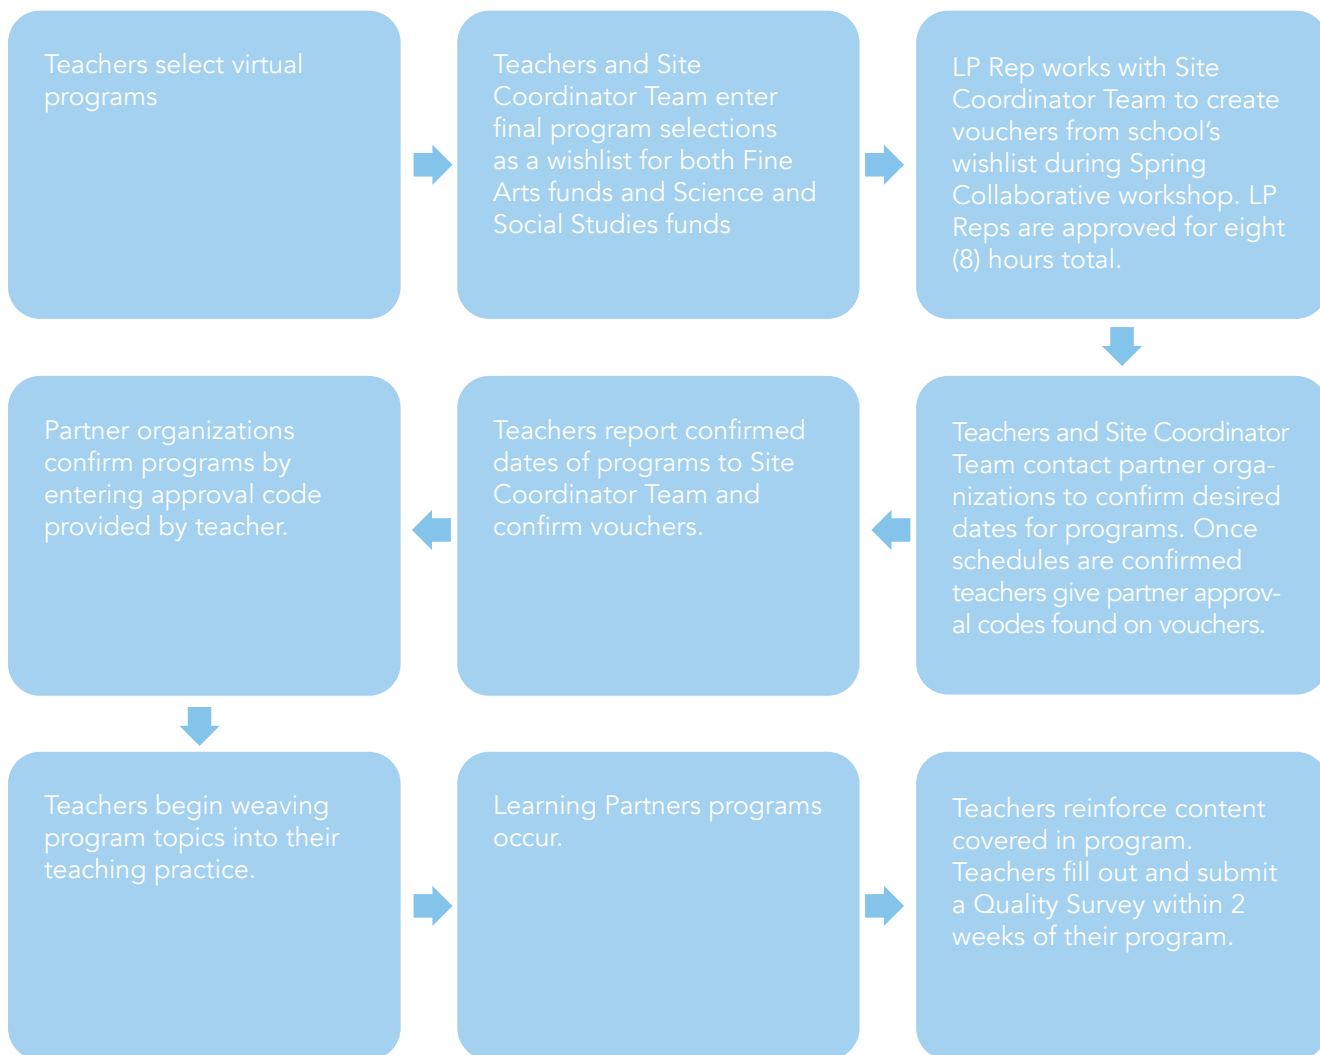 Teachers select virtual
programs
Teachers and Site
Coordinator Team enter
final program selections
as a wishlist for both Fine
Arts funds and Science and
Social Studies funds
LP Rep works with Site
Coordinator Team to create
vouchers from school’s
wishlist during Spring
Collaborative workshop. LP
Reps are approved for eight
(8) hours total.
Teachers and Site Coordinator
Team contact partner orga-
nizations to confirm desired
dates for programs. Once
schedules are confirmed
teachers give partner approv-
al codes found on vouchers.
Teachers report confirmed
dates of programs to Site
Coordinator Team and
confirm vouchers.
Partner organizations
confirm programs by
entering approval code
provided by teacher.
Teachers begin weaving
program topics into their
teaching practice.
Learning Partners programs
occur.
Teachers reinforce content
covered in program.
Teachers fill out and submit
a Quality Survey within 2
weeks of their program.